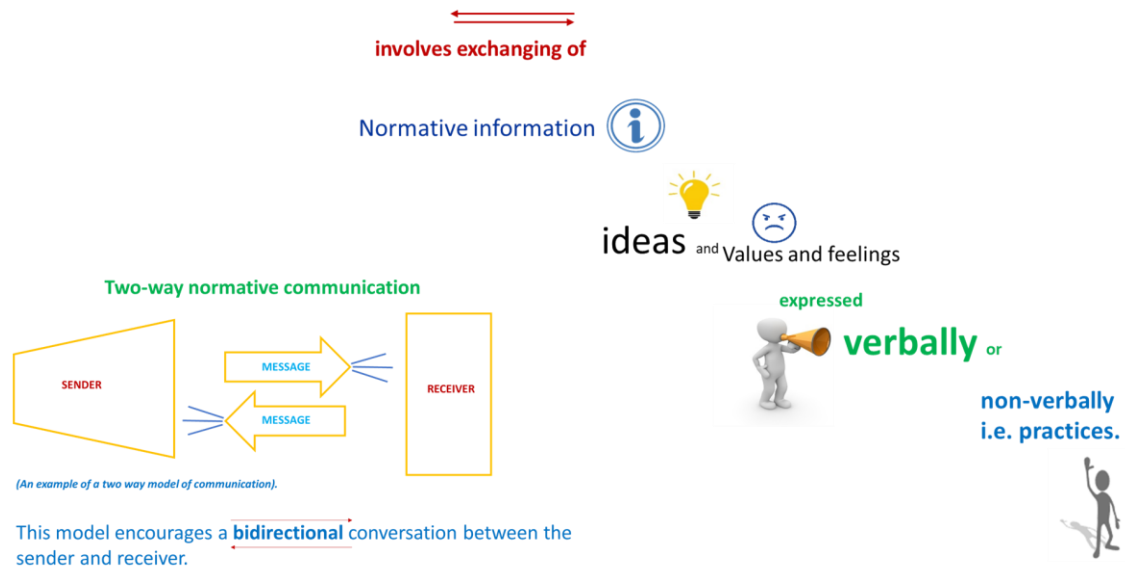 involves exchanging of
Normative information
ideas and Values and feelings
Two-way normative communication
expressed
verbally or
SENDER
MESSAGE
RECEIVER
MESSAGE
non-verbally
i.e. practices.
(An example of a two way model of communication).
This model encourages a bidirectional conversation between the
sender and receiver.